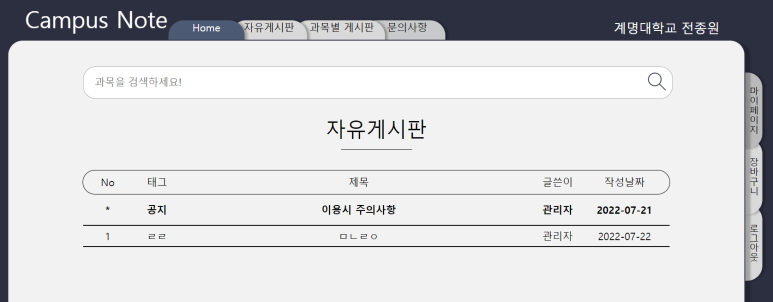 Campus Note
Home 자유게시판 과목별 게시판 문의사항
계명대학교 전종원
과목을 검색하세요!
자유게시판
No 태그 제목 글쓴이 작성날짜
* 공지 이용시 주의사항 관리자 2022-07-21
1 ㄹㄹ ㅁㄴㄹㅇ 관리자 2022-07-22
마이페이지
장바구니
로그아웃